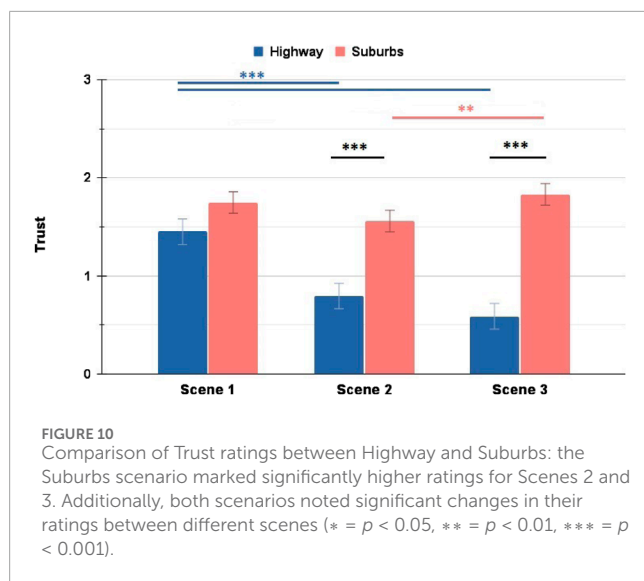 Highway Suburbs
3
***
**
*** ***
2
Trust
1
0
Scene 1 Scene 2 Scene 3
FIGURE 10
Comparison of Trust ratings between Highway and Suburbs: the
Suburbs scenario marked significantly higher ratings for Scenes 2 and
3. Additionally, both scenarios noted significant changes in their
ratings between different scenes (* = p < 0.05, ** = p < 0.01, *** = p
< 0.001).